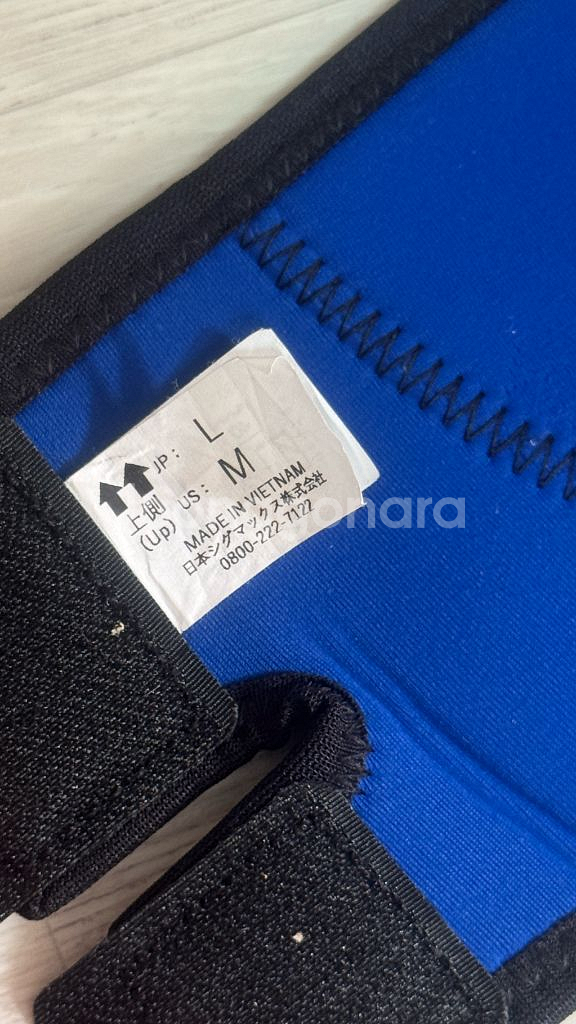 JP: L
上側 US: M
(Up)
MADE IN VIETNAM
日本シグマックス株式会社
0800-222-7122